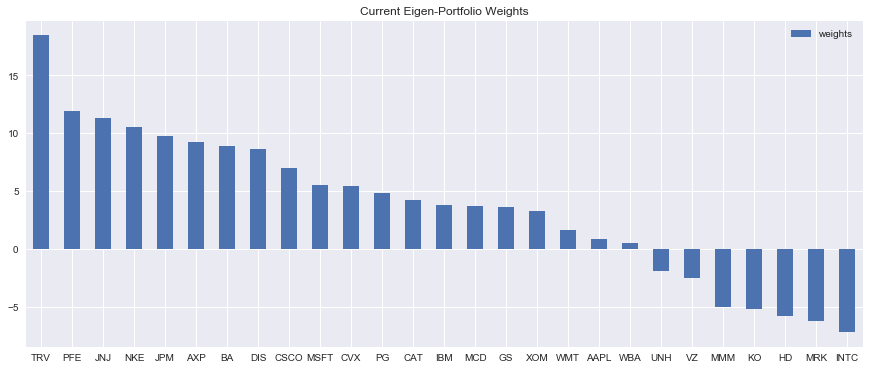 Current Eigen-Portfolio Weights
weights
15
10
5
0
−5
TRV PFE JNJ NKE JPM AXP BA DIS CSCO MSFT CVX PG CAT IBM MCD GS XOM WMT AAPL WBA UNH VZ MMM KO HD MRK INTC